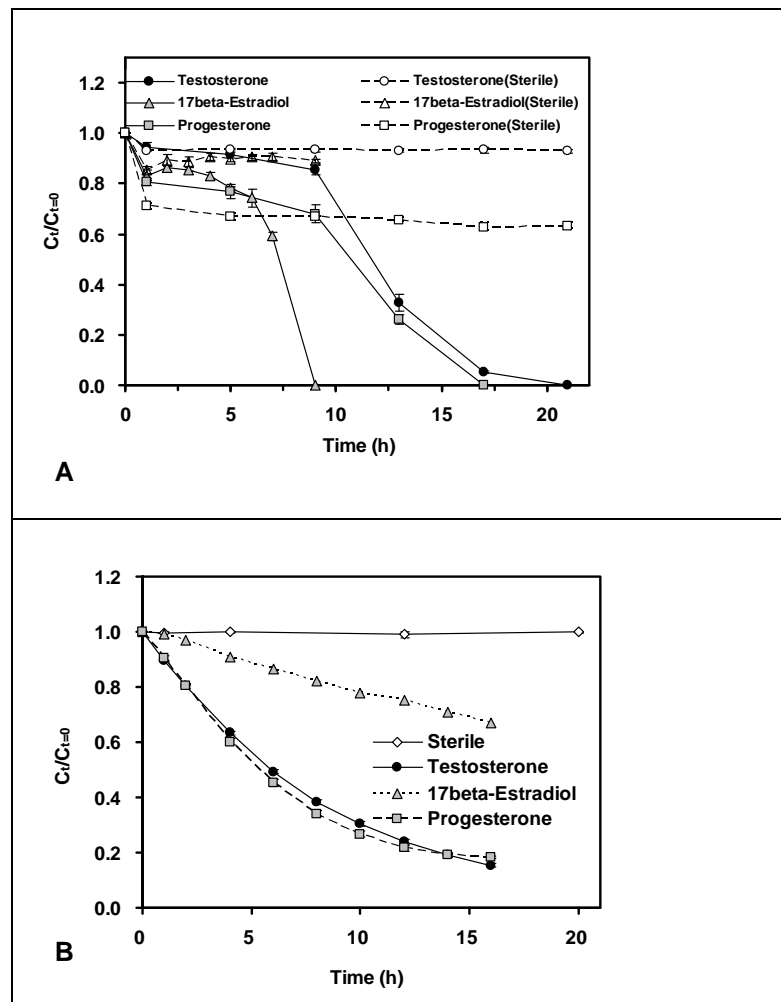 1.2
Testosterone
Testosterone(Sterile)
17beta-Estradiol
17beta-Estradiol(Sterile)
1.0
Progesterone
Progesterone(Sterile)
0.8
0.6
0.4
0.2
0.0
Ct/Ct=0
0 5 10 15 20
Time (h)
A
1.2
1.0
0.8
0.6
0.4
0.2
0.0
Ct/Ct=0
Sterile
Testosterone
17beta-Estradiol
Progesterone
0 5 10 15 20
Time (h)
B